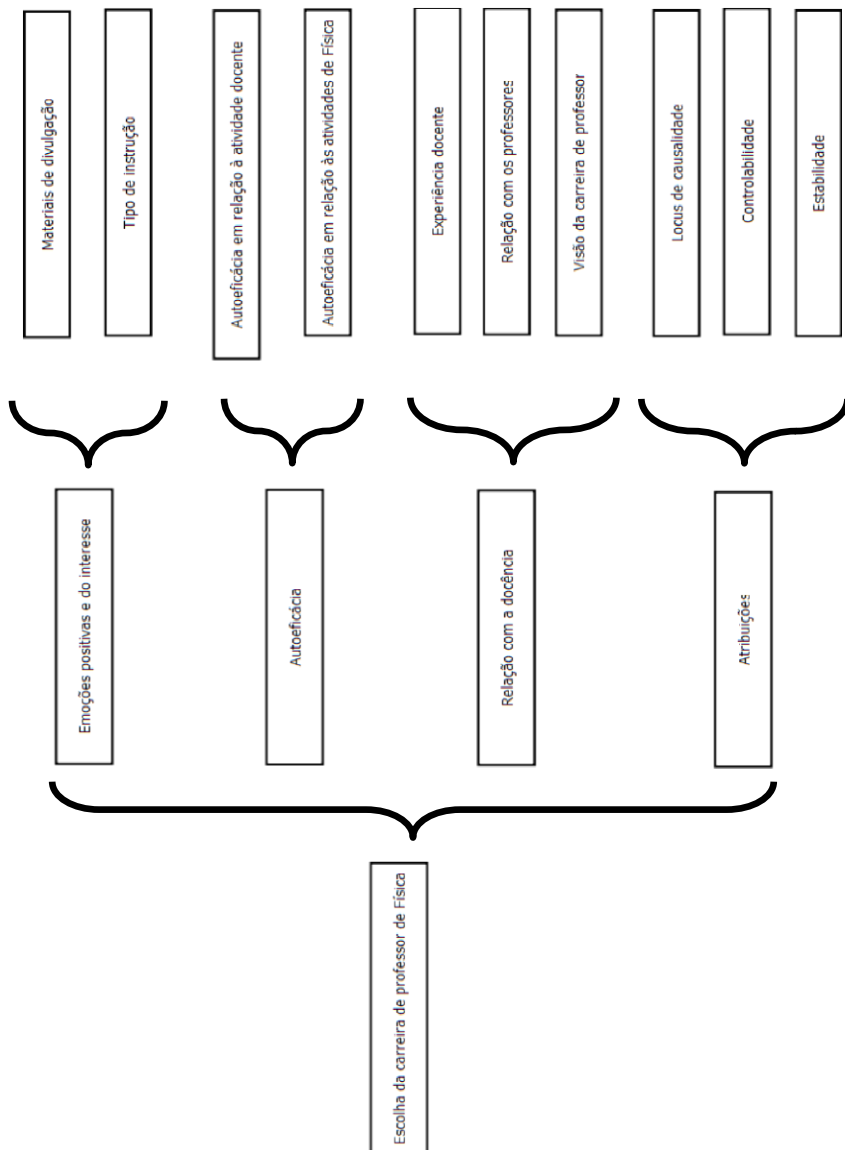 Materiais de divulgação
Tipo de instrução
Autoeficácia em relação à atividade docente
Autoeficácia em relação às atividades de Física
Experiência docente
Relação com os professores
Visão da carreira de professor
Locus de causalidade
Controlabilidade
Estabilidade
Emoções positivas e do interesse
Autoeficácia
Relação com a docência
Atribuições
Escolha da carreira de professor de Física